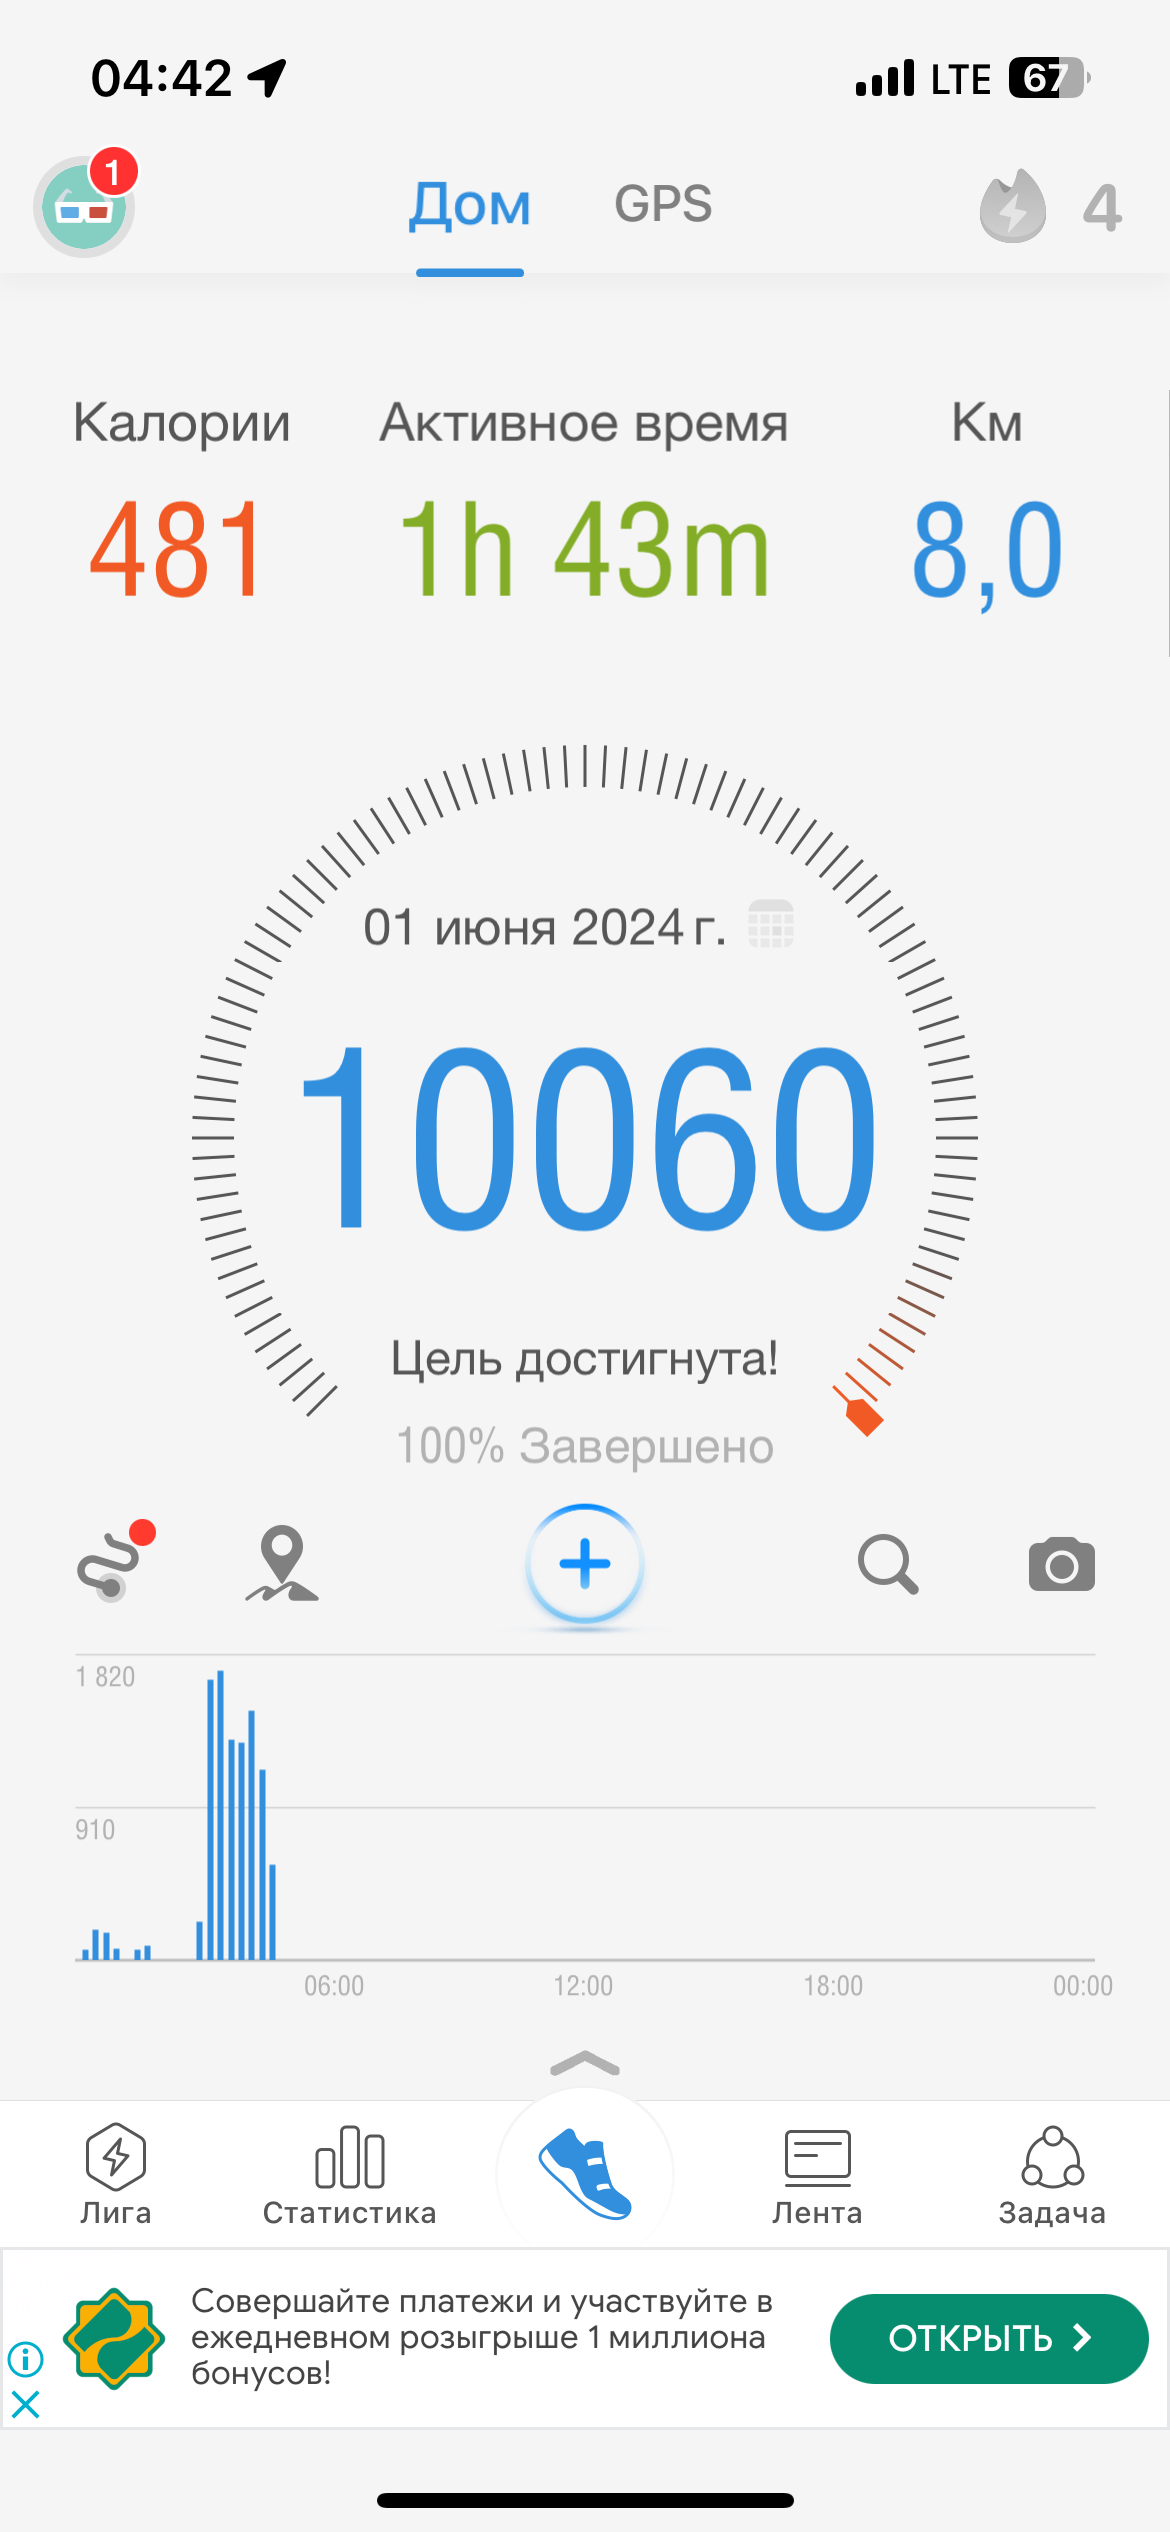 04:42 LTE 67
1 Дом GPS 4
Калории Активное время Км
481 1h 43m 8,0
01 июня 2024 г.
10060
Цель достигнута!
100% Завершено
1 820
910
06:00 12:00 18:00 00:00
Лига Статистика Лента Задача
Совершайте платежи и участвуйте в
ежедневном розыгрыше 1 миллиона
бонусов!
ОТКРЫТЬ